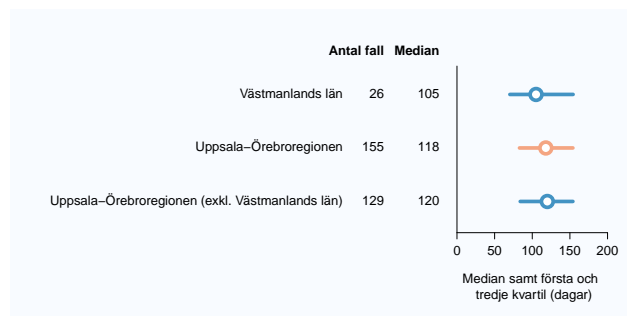 Antal fall Median
Västmanlands län 26 105
Uppsala−Örebroregionen 155 118
Uppsala−Örebroregionen (exkl. Västmanlands län) 129 120
0 50 100 150 200
Median samt första och
tredje kvartil (dagar)